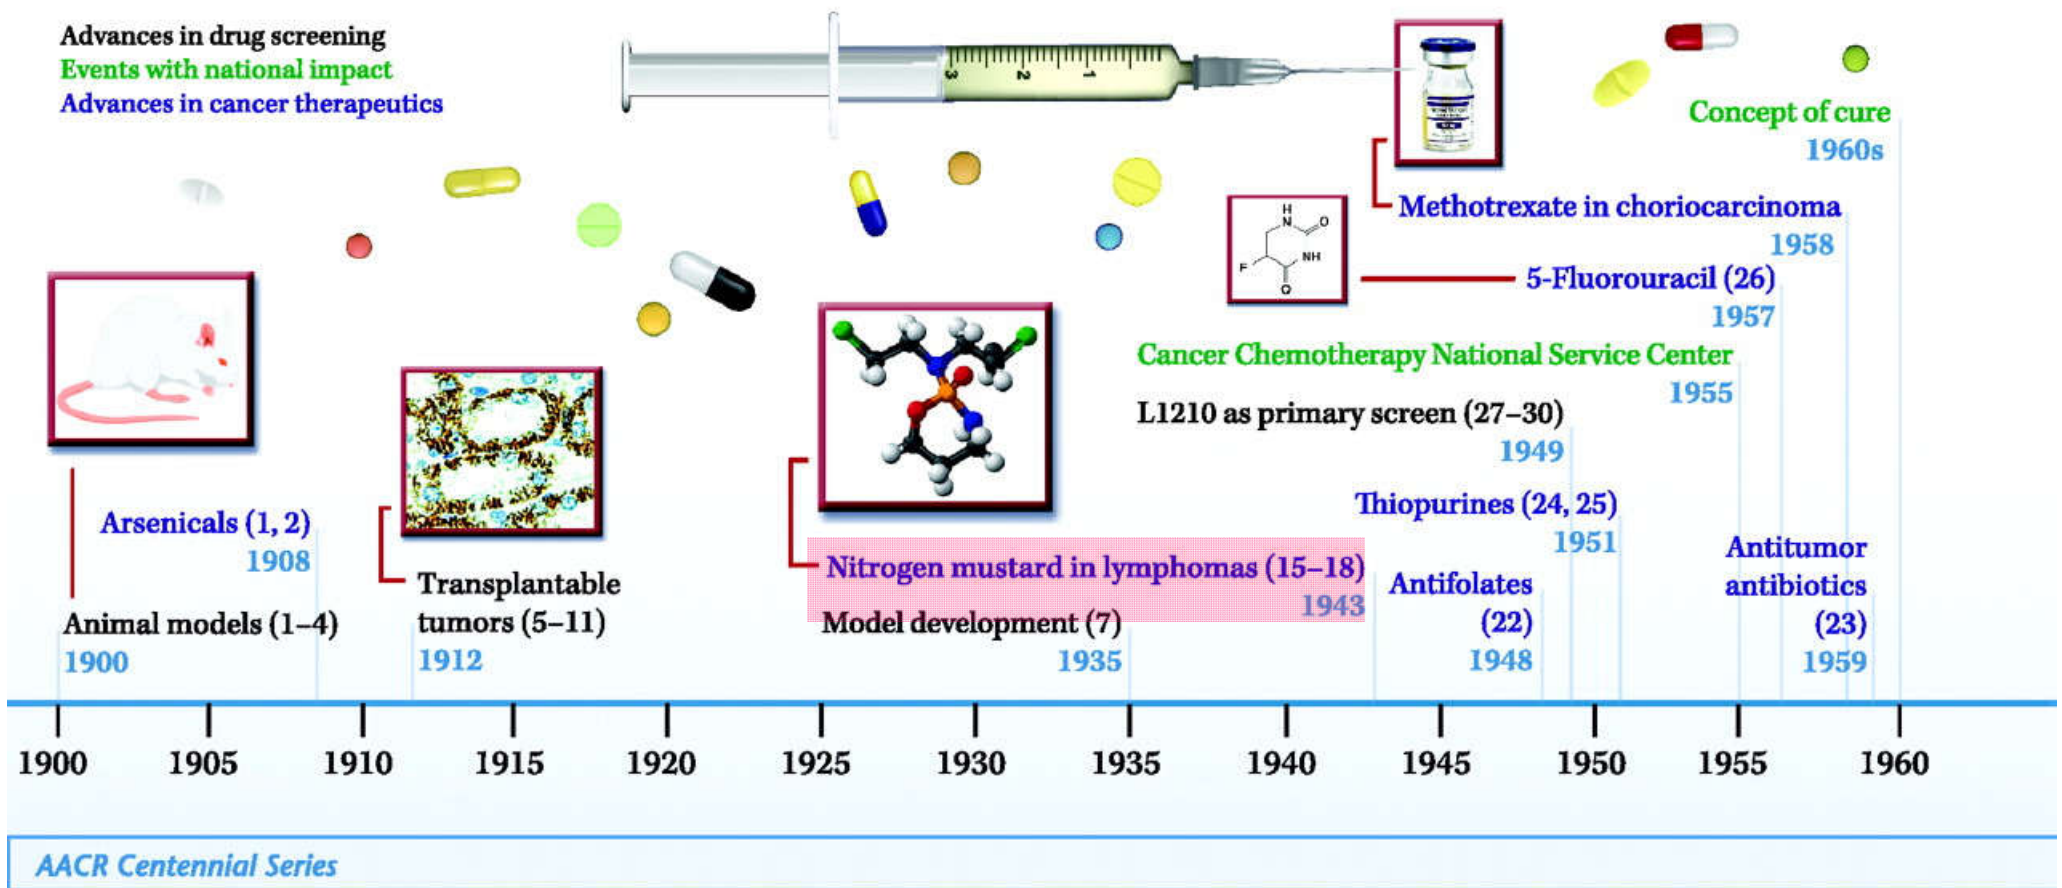 Advances in drug screening
Events with national impact
Advances in cancer therapeutics
3 2 1
Concept of cure
1960s
Methotrexate in choriocarcinoma
1958
H
N
O
NH
F
O
5-Fluorouracil (26)
1957
Cancer Chemotherapy National Service Center
1955
L1210 as primary screen (27–30)
1949
Arsenicals (1, 2)
1908
Thiopurines (24, 25)
1951
Nitrogen mustard in lymphomas (15–18)
1943
Antitumor
antibiotics
(23)
1959
Transplantable
tumors (5–11)
1912
Antifolates
(22)
1948
Animal models (1–4)
1900
Model development (7)
1935
1900 1905 1910 1915 1920 1925 1930 1935 1940 1945 1950 1955 1960
AACR Centennial Series